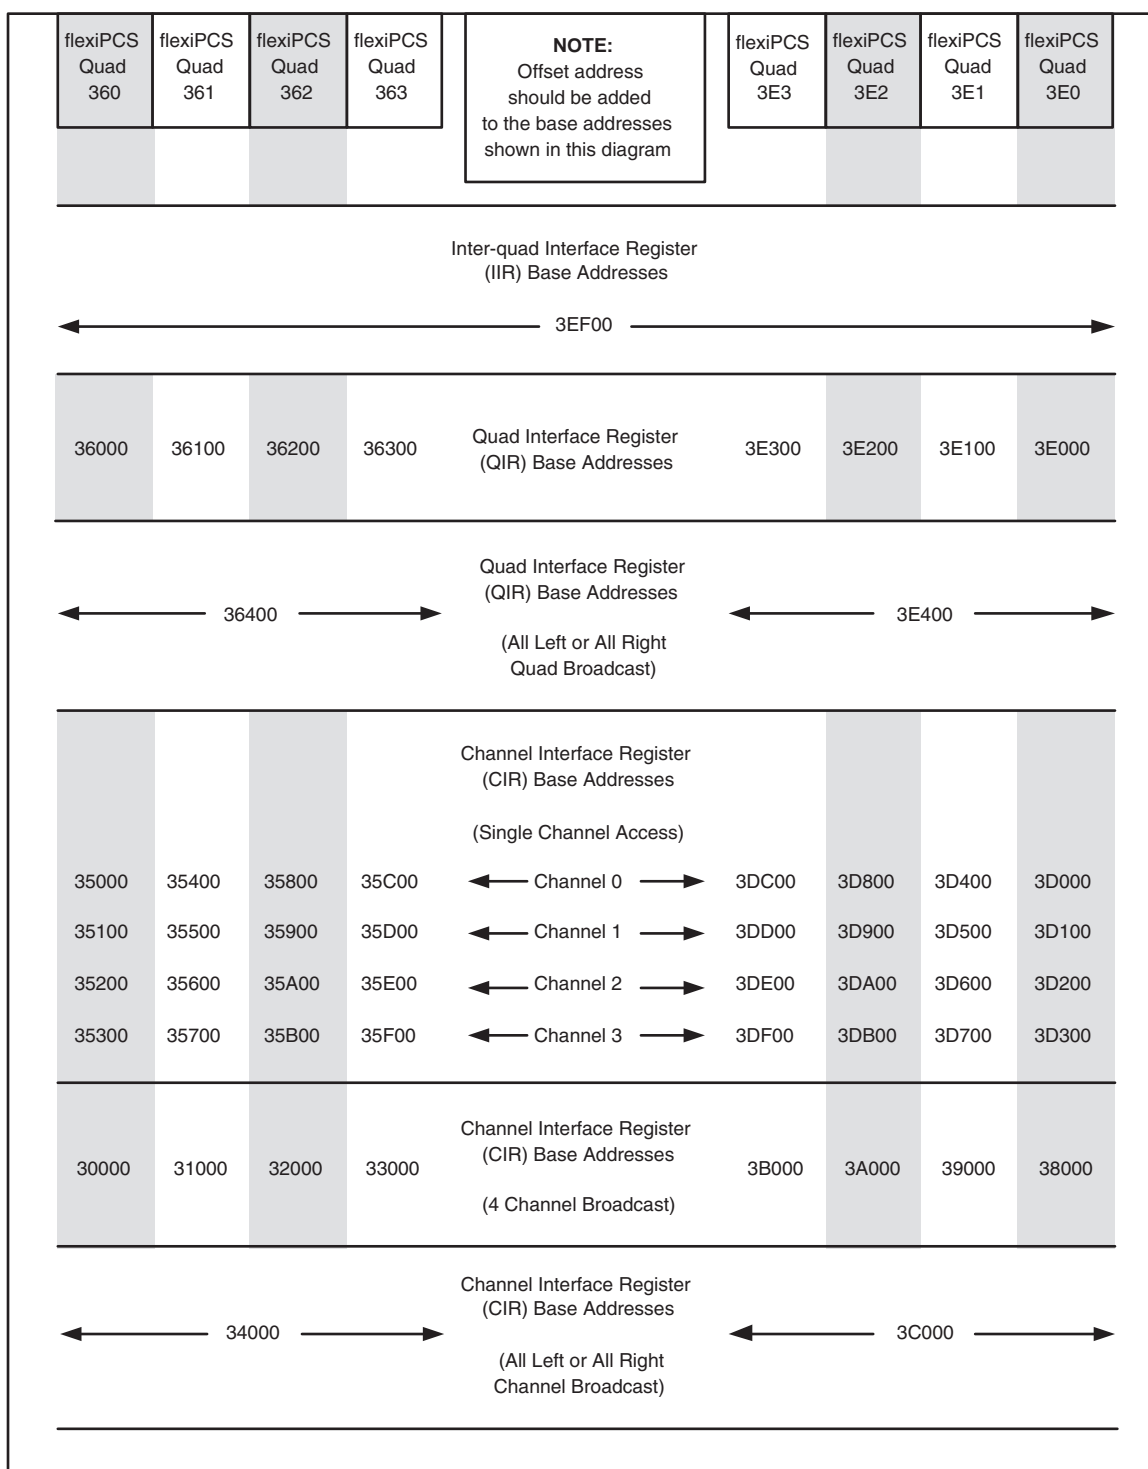 flexiPCS Quad 360
flexiPCS Quad 361
flexiPCS Quad 362
flexiPCS Quad 363
NOTE:
Offset address
should be added
to the base addresses
shown in this diagram
flexiPCS Quad 3E3
flexiPCS Quad 3E2
flexiPCS Quad 3E1
flexiPCS Quad 3E0
Inter-quad Interface Register
(IIR) Base Addresses
3EF00
36000 36100 36200 36300
Quad Interface Register
(QIR) Base Addresses
3E300 3E200 3E100 3E000
Quad Interface Register
(QIR) Base Addresses
36400 3E400
(All Left or All Right
Quad Broadcast)
Channel Interface Register
(CIR) Base Addresses
(Single Channel Access)
35000 35400 35800 35C00 Channel 0 3DC00 3D800 3D400 3D000
35100 35500 35900 35D00 Channel 1 3DD00 3D900 3D500 3D100
35200 35600 35A00 35E00 Channel 2 3DE00 3DA00 3D600 3D200
35300 35700 35B00 35F00 Channel 3 3DF00 3DB00 3D700 3D300
Channel Interface Register
(CIR) Base Addresses
30000 31000 32000 33000 3B000 3A000 39000 38000
(4 Channel Broadcast)
Channel Interface Register
(CIR) Base Addresses
34000 3C000
(All Left or All Right
Channel Broadcast)